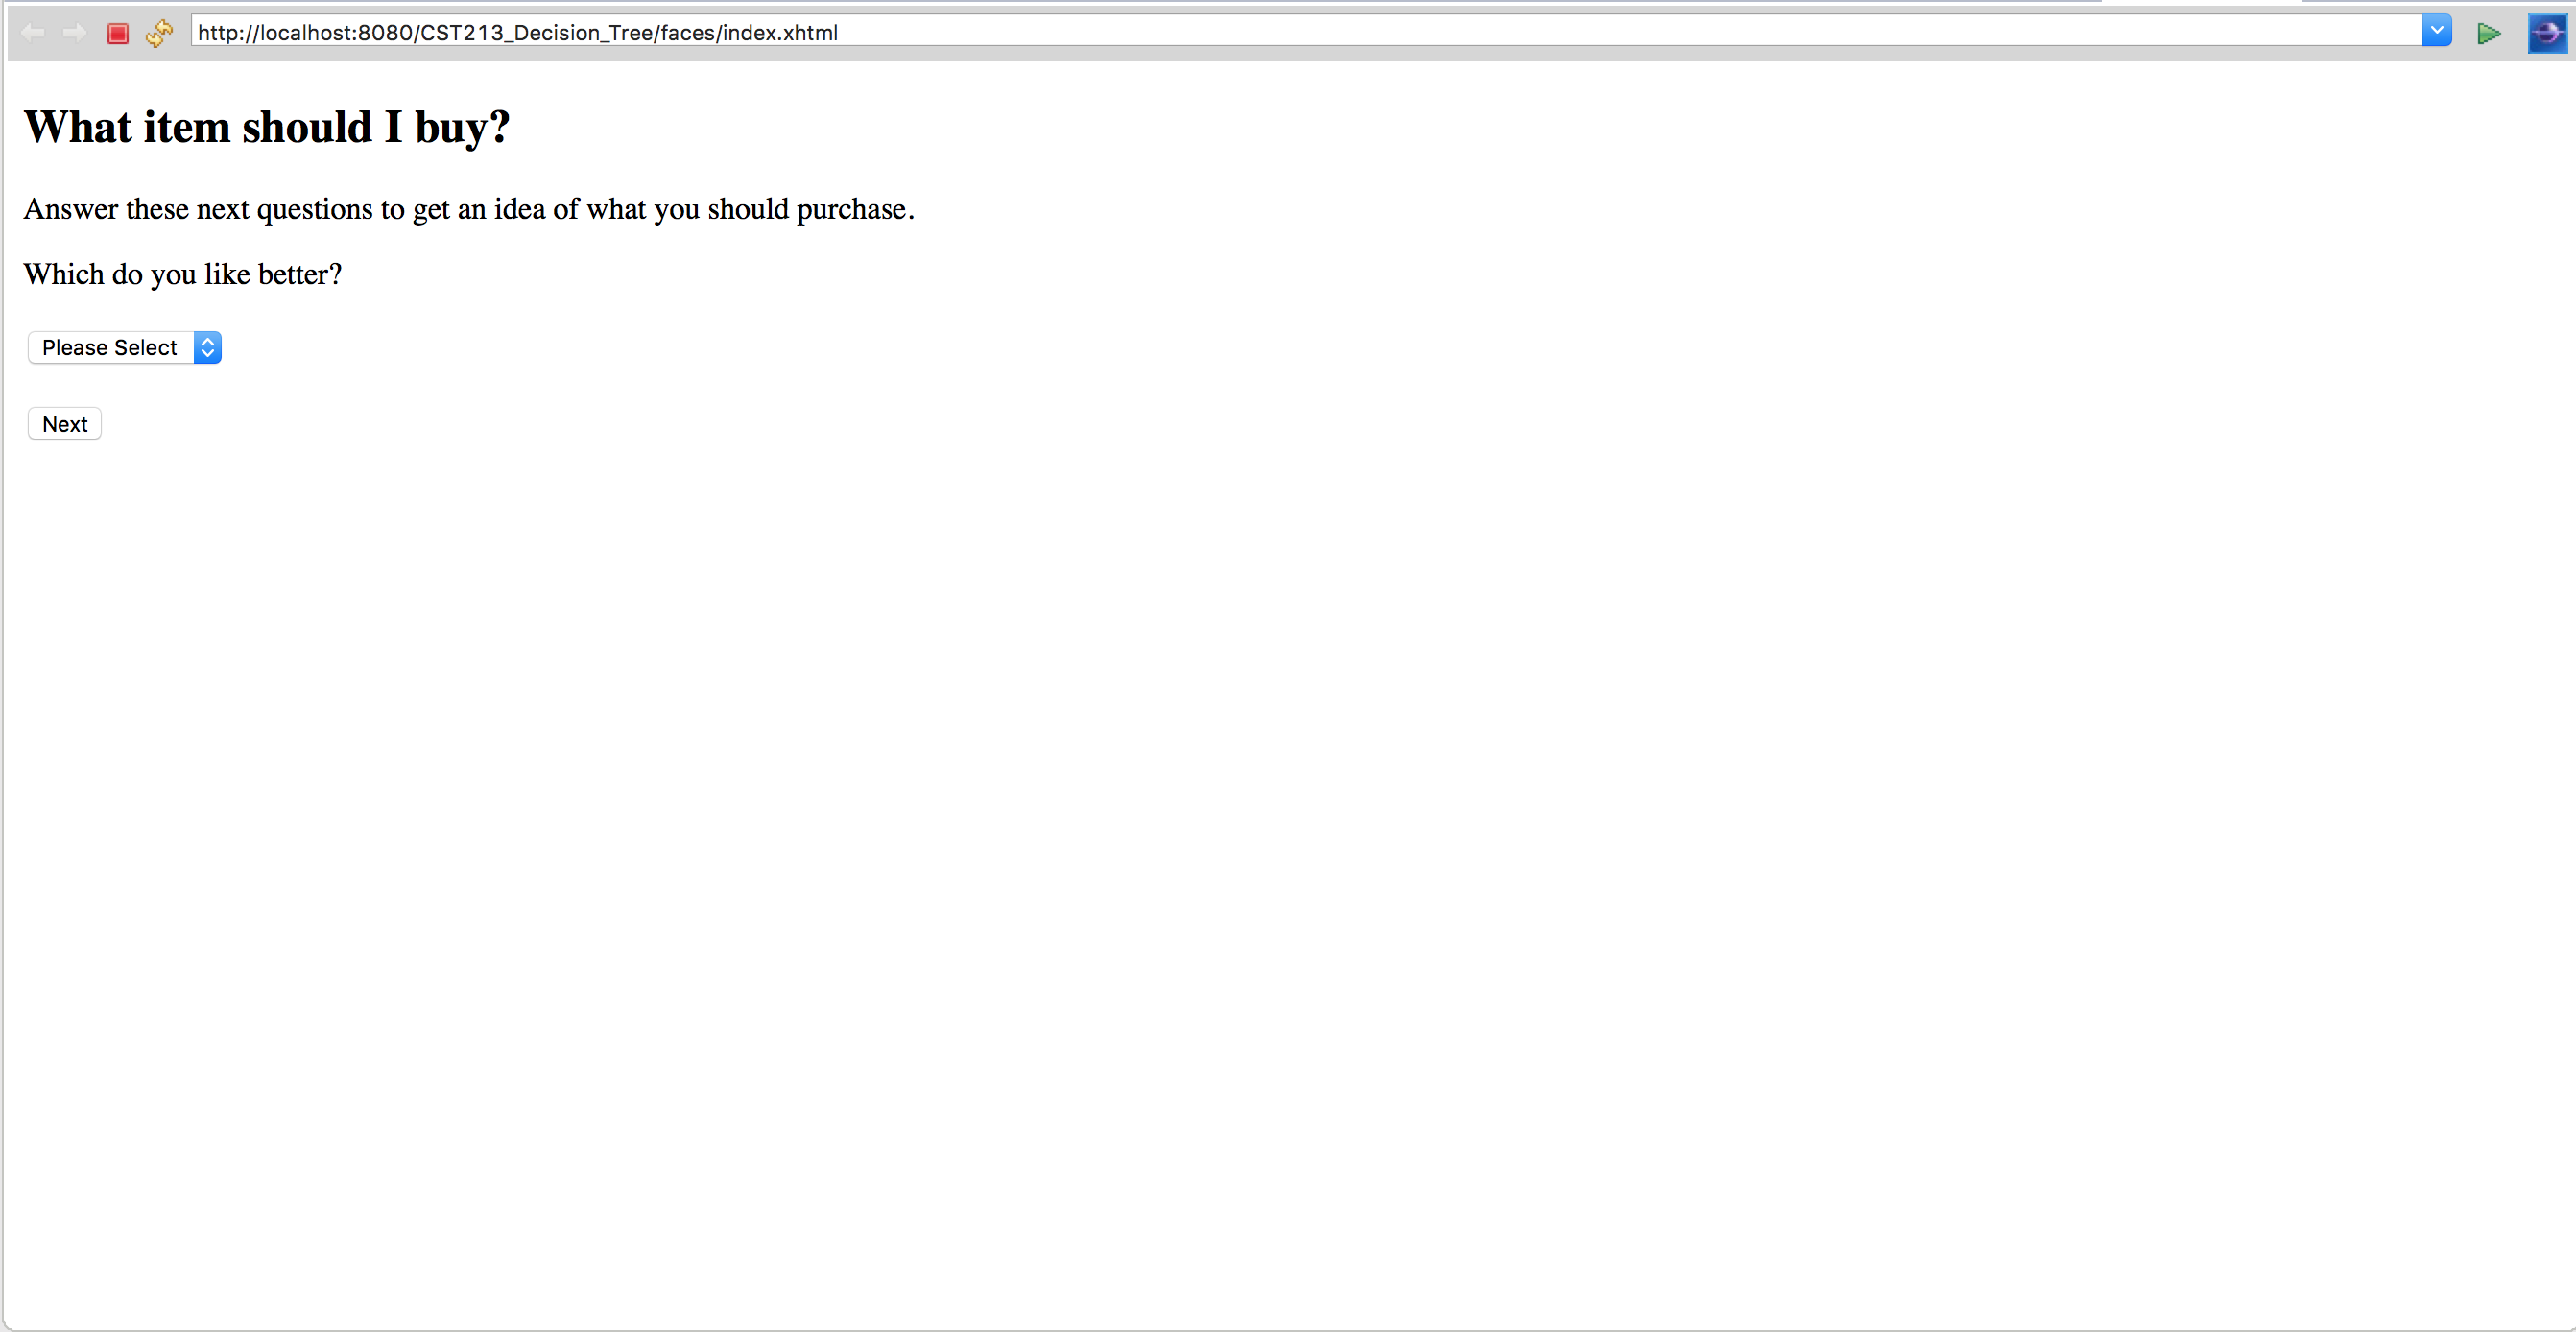 http://localhost:8080/CST213_Decision_Tree/faces/index.xhtml
What item should I buy?
Answer these next questions to get an idea of what you should purchase.
Which do you like better?
Please Select
Next